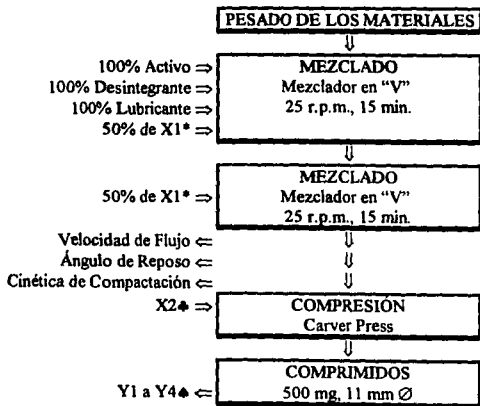 PESADO DE LOS MATERIALES
⇓
100% Activo ⇒ MEZCLADO
100% Desintegrante ⇒ Mezclador en "V"
100% Lubricante ⇒ 25 r.p.m., 15 min.
50% de X1* ⇒
⇓
MEZCLADO
50% de X1* ⇒ Mezclador en "V"
25 r.p.m., 15 min.
Velocidad de Flujo ⇐ ⇓
Ángulo de Reposo ⇐ ⇓
Cinética de Compactación ⇐ ⇓
X2♣ ⇒ COMPRESIÓN
Carver Press
⇓
COMPRIMIDOS
Y1 a Y4♠ ⇐ 500 mg, 11 mm ∅